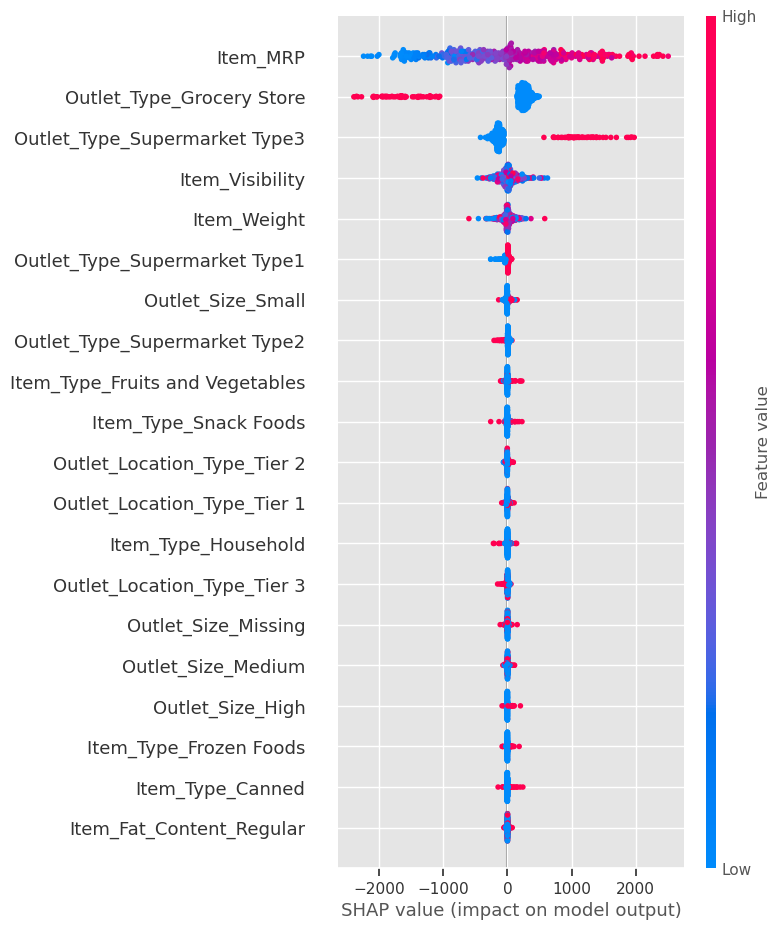 High
Item_MRP
Outlet_Type_Grocery Store
Outlet_Type_Supermarket Type3
Item_Visibility
Item_Weight
Outlet_Type_Supermarket Type1
Outlet_Size_Small
Outlet_Type_Supermarket Type2
Item_Type_Fruits and Vegetables
Item_Type_Snack Foods
Outlet_Location_Type_Tier 2
Outlet_Location_Type_Tier 1
Item_Type_Household
Outlet_Location_Type_Tier 3
Outlet_Size_Missing
Outlet_Size_Medium
Outlet_Size_High
Item_Type_Frozen Foods
Item_Type_Canned
Item_Fat_Content_Regular
Feature value
Low
−2000 −1000 0 1000 2000
SHAP value (impact on model output)